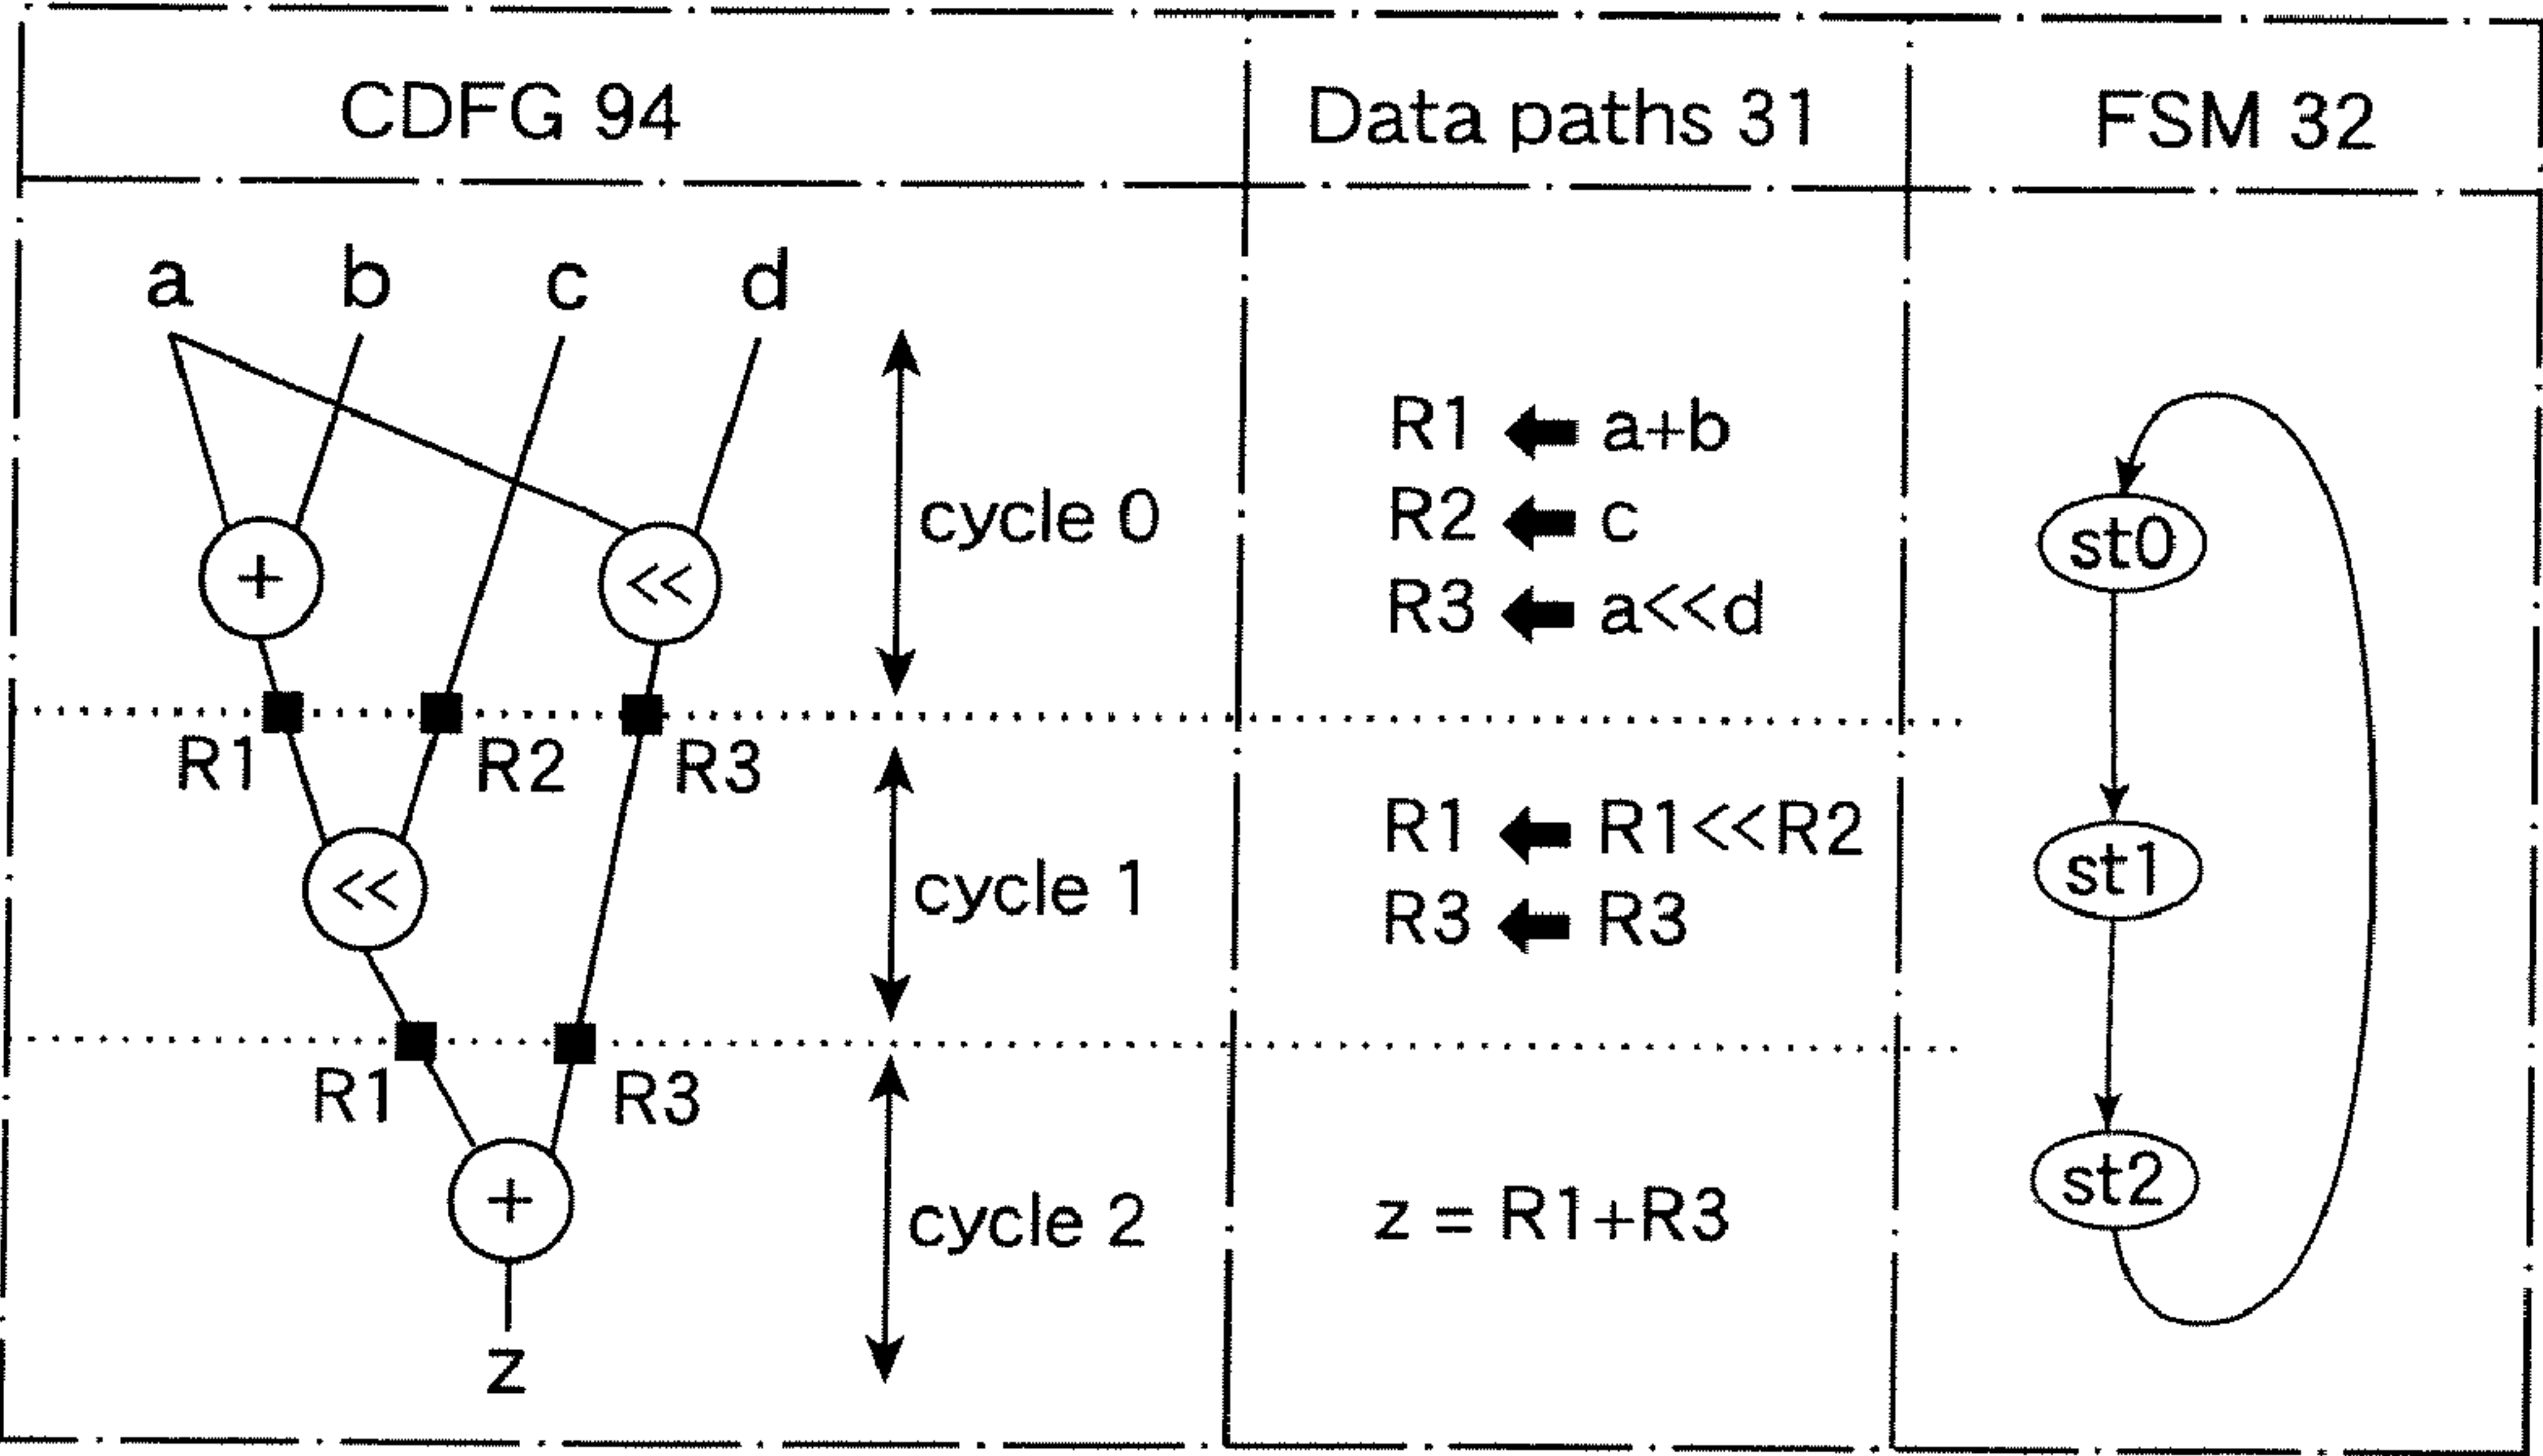 CDFG 94
Data paths 31
FSM 32
a b c d
+
<<
cycle 0
R1 R2 R3
<<
cycle 1
R1 R3
+
cycle 2
z
R1 ← a+b
R2 ← c
R3 ← a<<d
R1 ← R1<<R2
R3 ← R3
z = R1+R3
st0
st1
st2